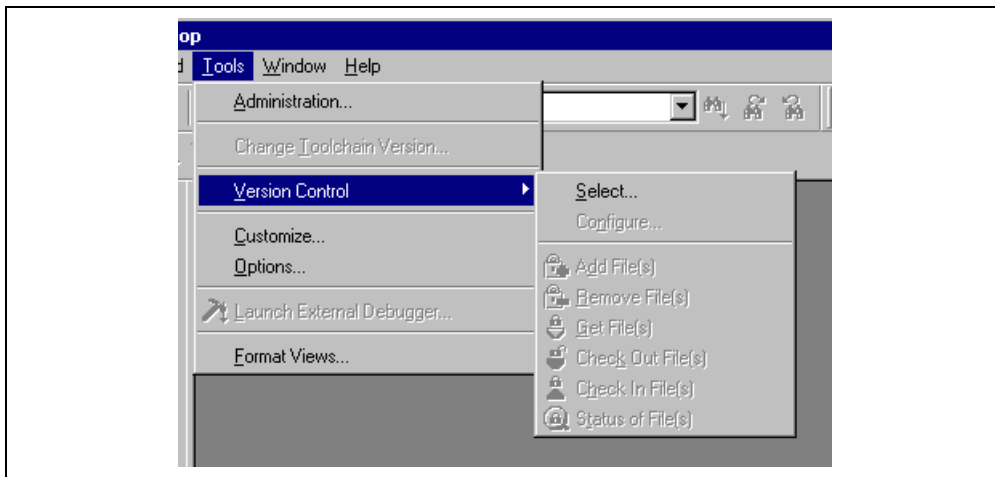 op
Tools Window Help
Administration...
Change Toolchain Version...
Version Control
Select...
Configure...
Customize...
Options...
Add File(s)
Remove File(s)
Launch External Debugger...
Get File(s)
Format Views...
Check Out File(s)
Check In File(s)
Status of File(s)